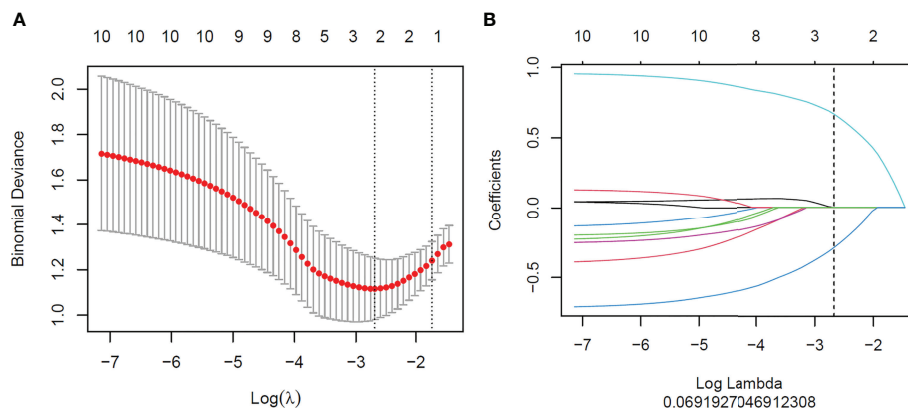 A
10 10 10 10 9 9 8 5 3 2 2 1
Binomial Deviance
2.0
1.8
1.6
1.4
1.2
1.0
−7 −6 −5 −4 −3 −2
Log(λ)
B
10 10 10 8 3 2
Coefficients
1.0
0.5
0.0
−0.5
−7 −6 −5 −4 −3 −2
Log Lambda
0.0691927046912308